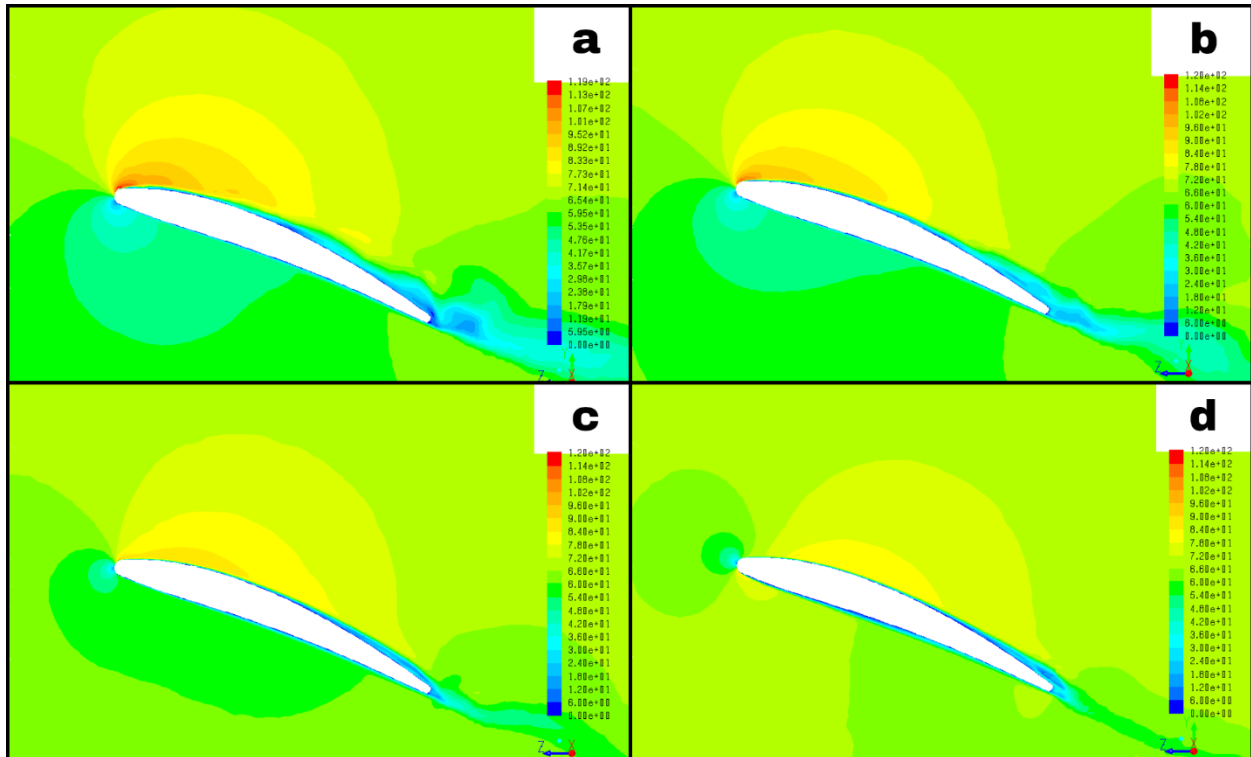 a
1.19e+02
1.13e+02
1.07e+02
1.01e+02
9.52e+01
8.92e+01
8.33e+01
7.73e+01
7.14e+01
6.54e+01
5.95e+01
5.35e+01
4.76e+01
4.17e+01
3.57e+01
2.98e+01
2.38e+01
1.79e+01
1.19e+01
5.95e+00
0.00e+00
Y
Z
X
b
1.20e+02
1.14e+02
1.08e+02
1.02e+02
9.60e+01
9.00e+01
8.40e+01
7.80e+01
7.20e+01
6.60e+01
6.00e+01
5.40e+01
4.80e+01
4.20e+01
3.60e+01
3.00e+01
2.40e+01
1.80e+01
1.20e+01
6.00e+00
0.00e+00
Y
Z
X
c
1.20e+02
1.14e+02
1.08e+02
1.02e+02
9.60e+01
9.00e+01
8.40e+01
7.80e+01
7.20e+01
6.60e+01
6.00e+01
5.40e+01
4.80e+01
4.20e+01
3.60e+01
3.00e+01
2.40e+01
1.80e+01
1.20e+01
6.00e+00
0.00e+00
Y
Z
X
d
1.20e+02
1.14e+02
1.08e+02
1.02e+02
9.60e+01
9.00e+01
8.40e+01
7.80e+01
7.20e+01
6.60e+01
6.00e+01
5.40e+01
4.80e+01
4.20e+01
3.60e+01
3.00e+01
2.40e+01
1.80e+01
1.20e+01
6.00e+00
0.00e+00
Y
Z
X